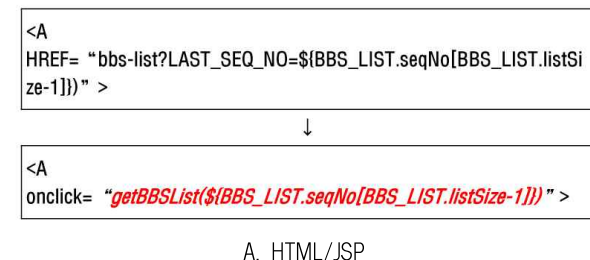 <A
HREF= “bbs-list?LAST_SEQ_NO=${BBS_LIST.seqNo[BBS_LIST.listSi
ze-1]})” >
↓
<A
onclick= “getBBSList(${BBS_LIST.seqNo[BBS_LIST.listSize-1]})” >
A. HTML/JSP